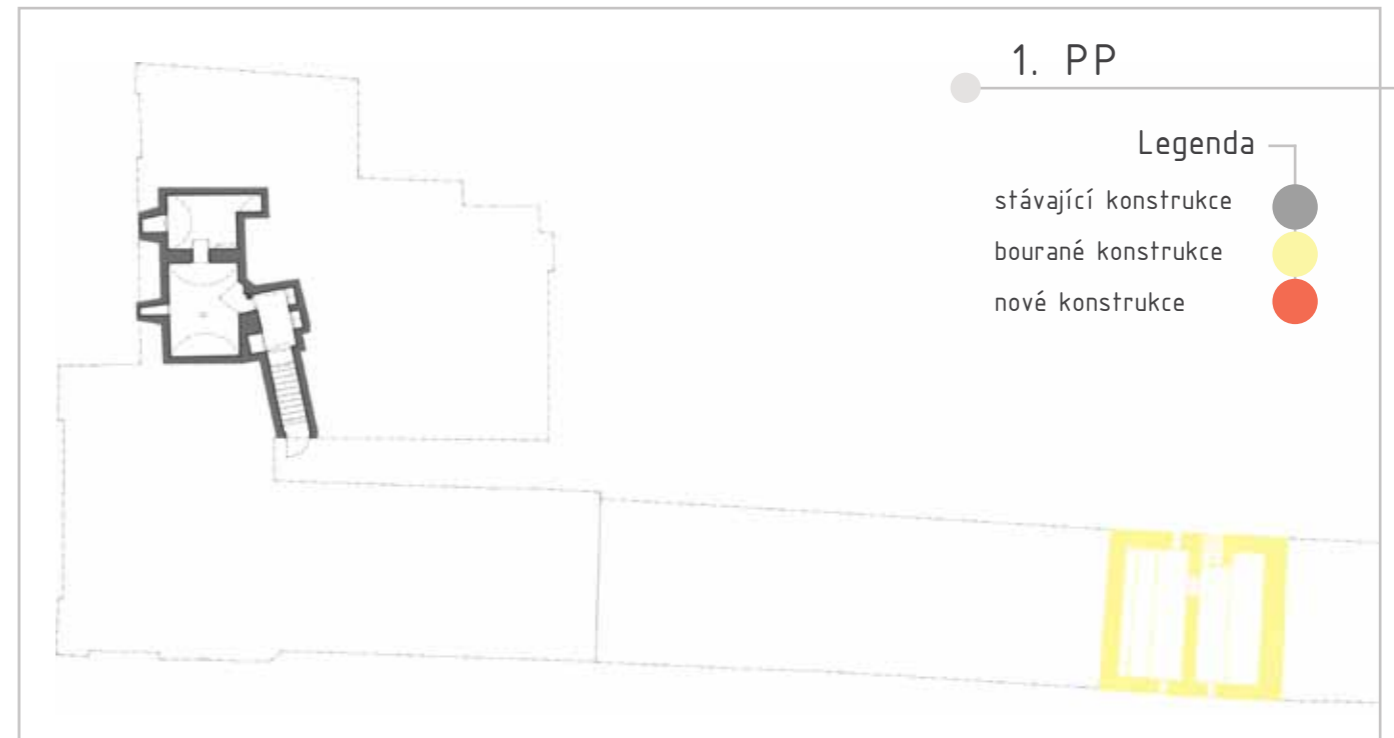 1. PP
Legenda
stávající konstrukce
bourané konstrukce
nové konstrukce